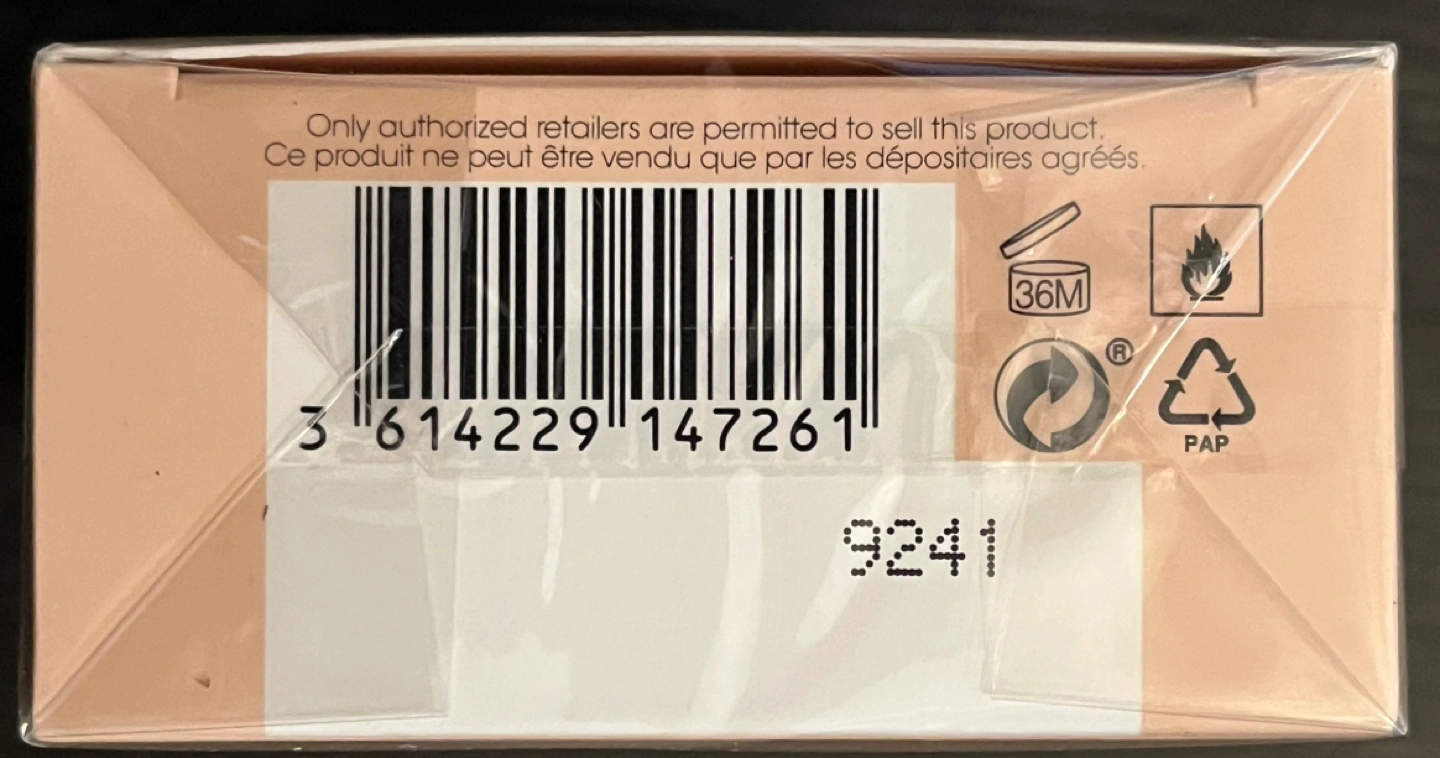 Only authorized retailers are permitted to sell this product.
Ce produit ne peut être vendu que par les dépositaires agréés.
36M
®
PAP
3 614229 147261
9241